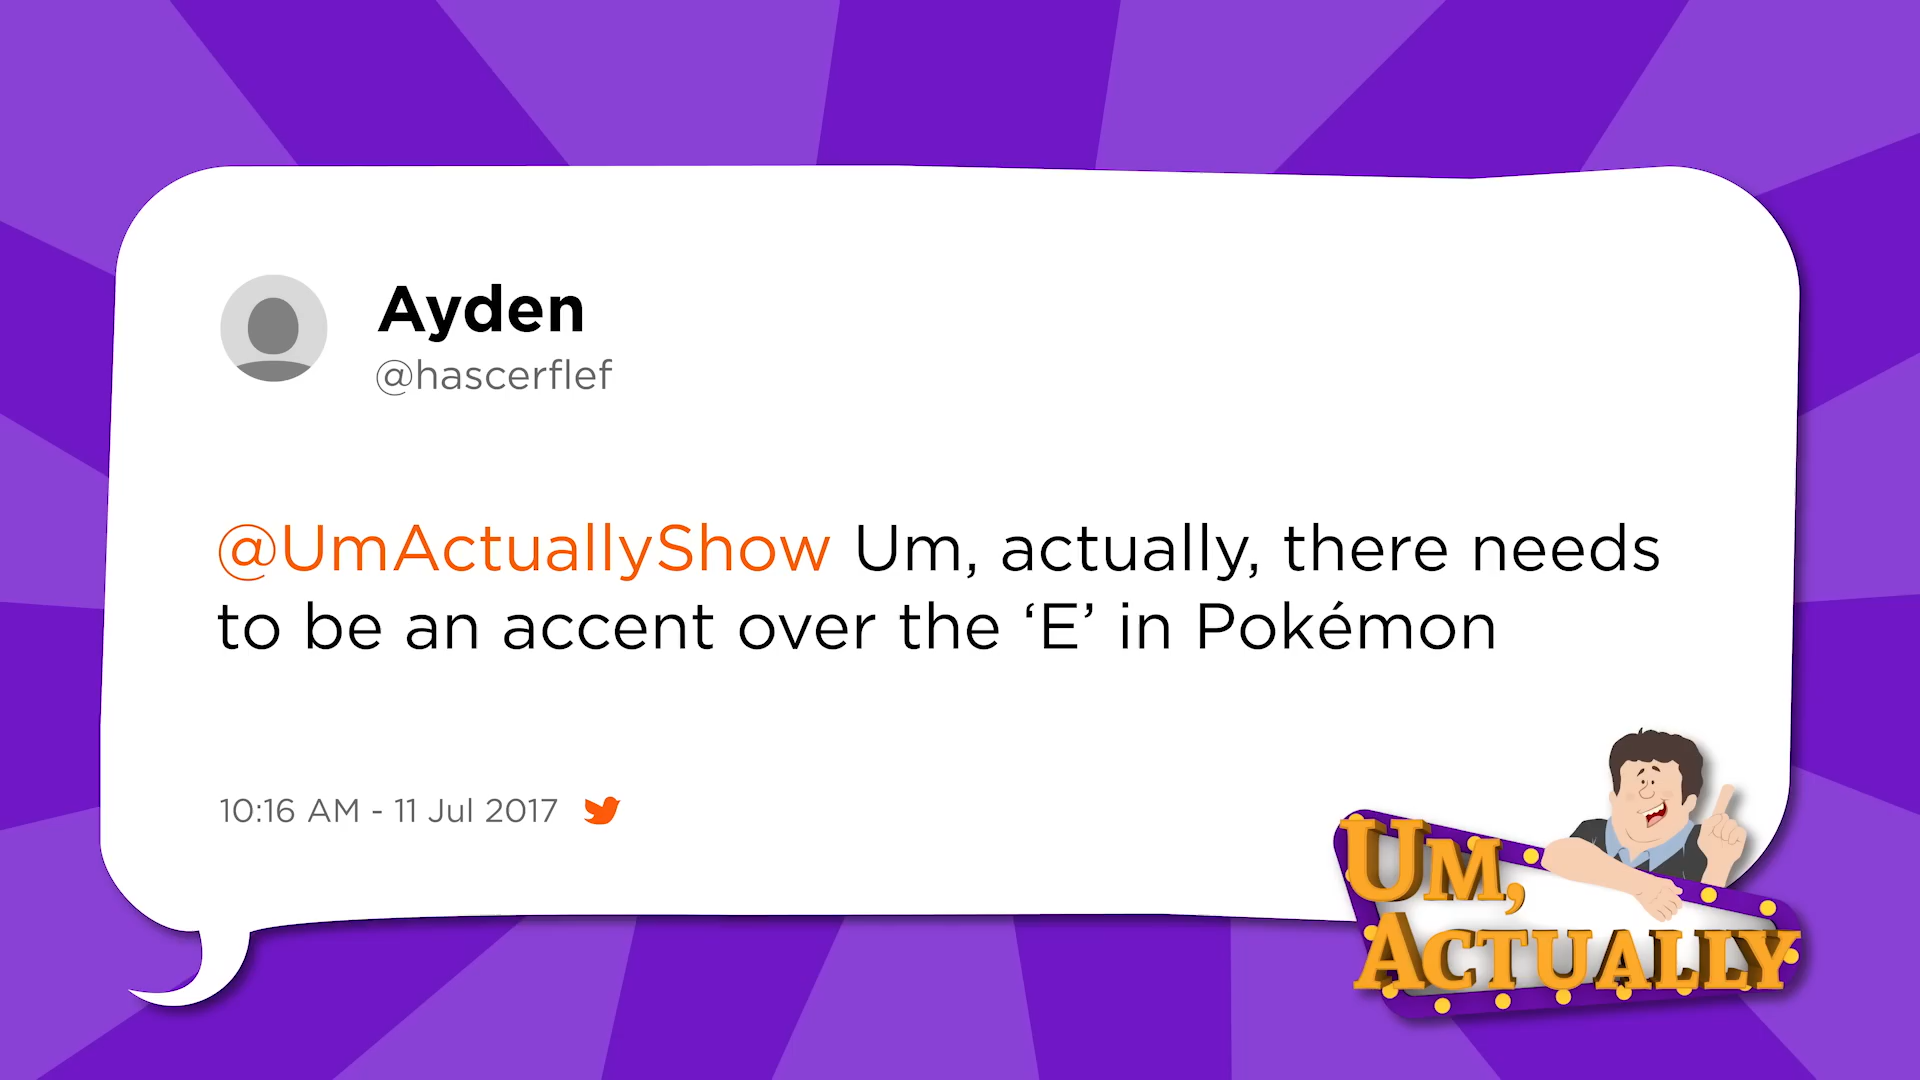 Ayden
@hascerflef
@UmActuallyShow Um, actually, there needs
to be an accent over the ‘E’ in Pokémon
10:16 AM - 11 Jul 2017
UM,
ACTUALLY